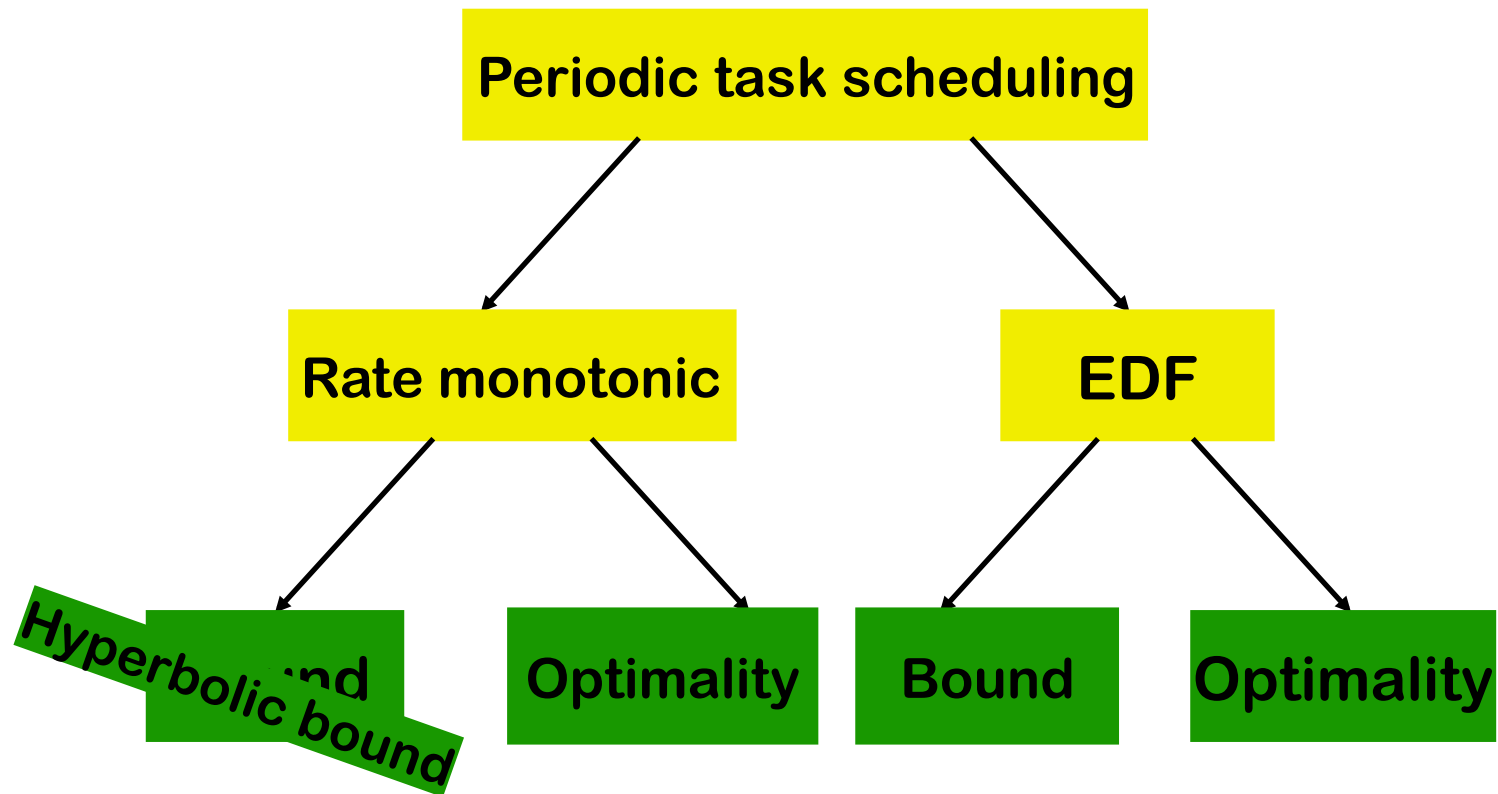 Periodic task scheduling
Rate monotonic
EDF
Hyperbolic bound
Optimality
Bound
Optimality